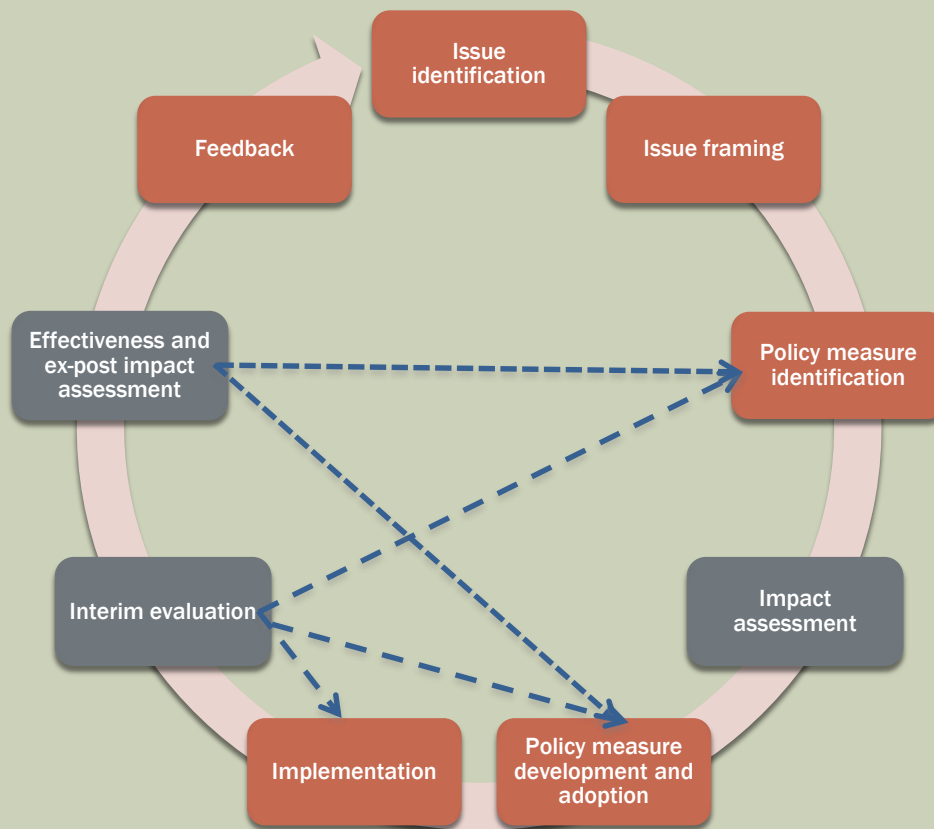 Issue
identification
Issue framing
Policy measure
identification
Impact
assessment
Policy measure
development and
adoption
Implementation
Interim evaluation
Effectiveness and
ex-post impact
assessment
Feedback